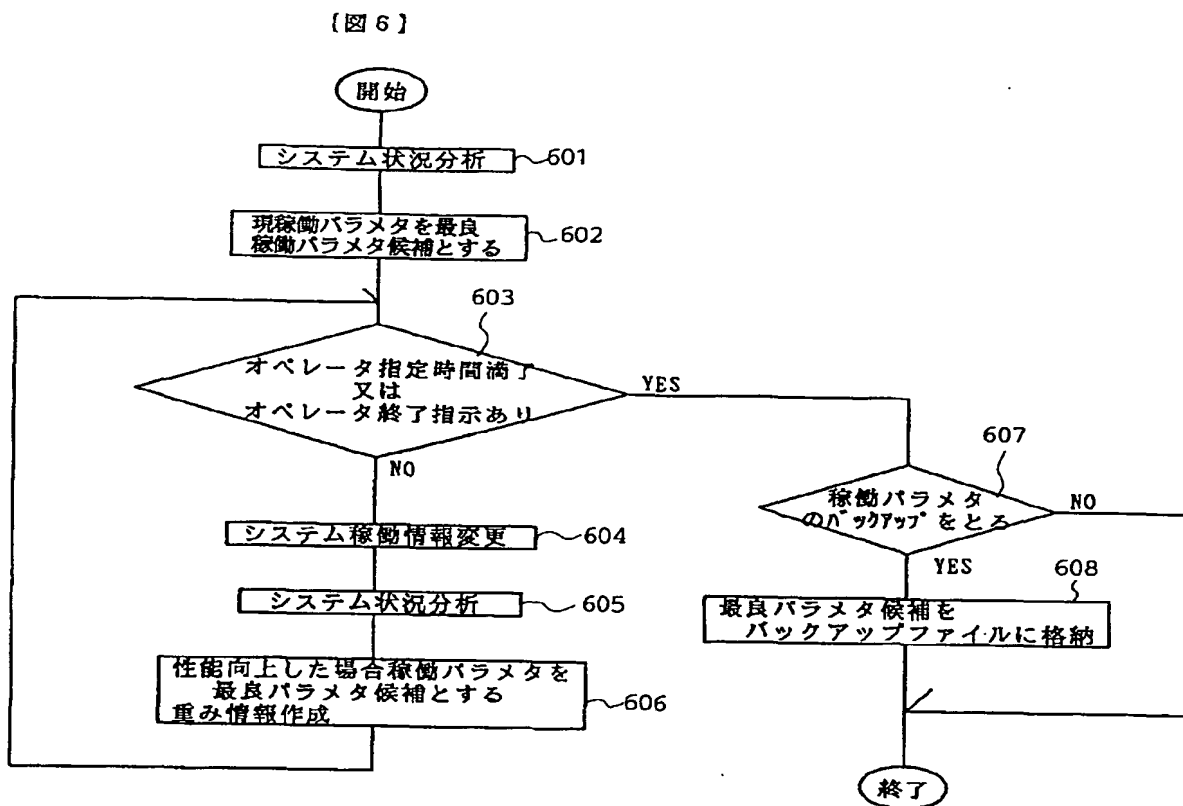 【図6】
開始
システム状況分析
601
現稼働パラメタを最良
稼働パラメタ候補とする
602
603
オペレータ指定時間満了
又は
オペレータ終了指示あり
YES
NO
システム稼働情報変更
604
システム状況分析
605
性能向上した場合稼働パラメタを
最良パラメタ候補とする
重み情報作成
606
607
稼働パラメタ
のバックアップをとる
NO
YES
608
最良パラメタ候補を
バックアップファイルに格納
終了